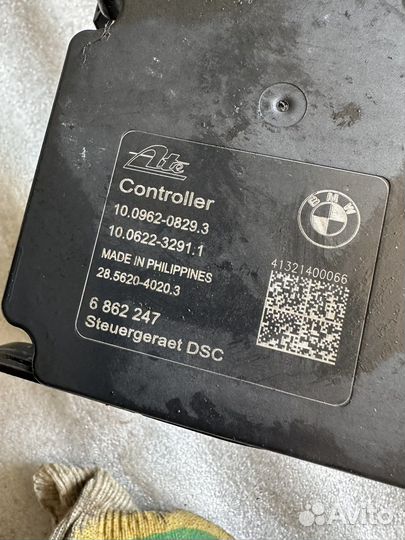 Ate
Controller
10.0962-0829.3
10.0622-3291.1
MADE IN PHILIPPINES
28.5620-4020.3
6 862 247
Steuergeraet DSC
BMW
41321400066
Avito